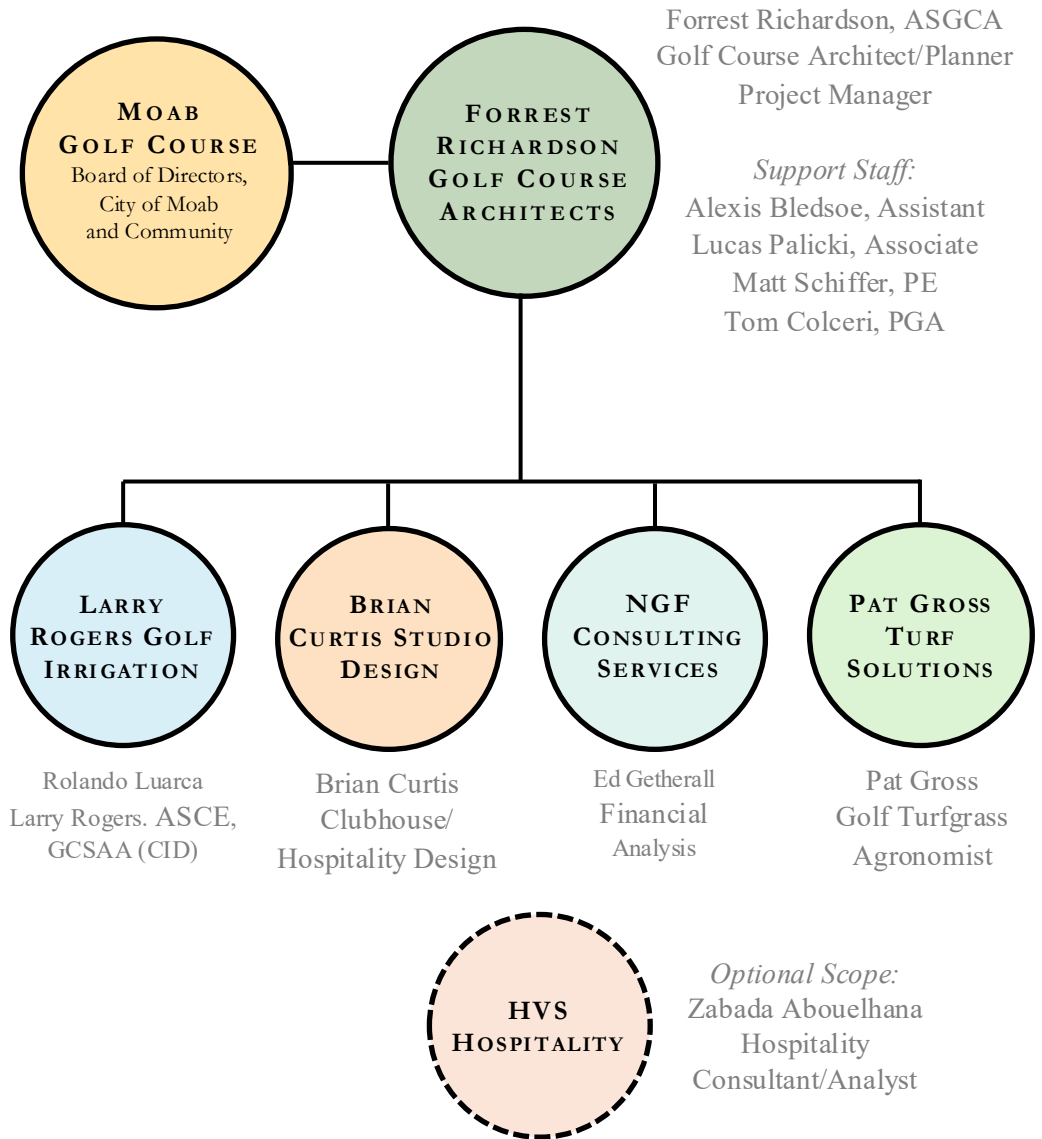 Forrest Richardson, ASGCA
Golf Course Architect/Planner
Project Manager
Support Staff:
Alexis Bledsoe, Assistant
Lucas Palicki, Associate
Matt Schiffer, PE
Tom Colceri, PGA
MOAB
GOLF COURSE
Board of Directors,
City of Moab
and Community
FORREST
RICHARDSON
GOLF COURSE
ARCHITECTS
LARRY
ROGERS GOLF
IRRIGATION
BRIAN
CURTIS STUDIO
DESIGN
NGF
CONSULTING
SERVICES
PAT GROSS
TURF
SOLUTIONS
Rolando Luarca
Larry Rogers. ASCE,
GCSAA (CID)
Brian Curtis
Clubhouse/
Hospitality Design
Ed Getherall
Financial
Analysis
Pat Gross
Golf Turfgrass
Agronomist
HVS
HOSPITALITY
Optional Scope:
Zabada Abouelhana
Hospitality
Consultant/Analyst